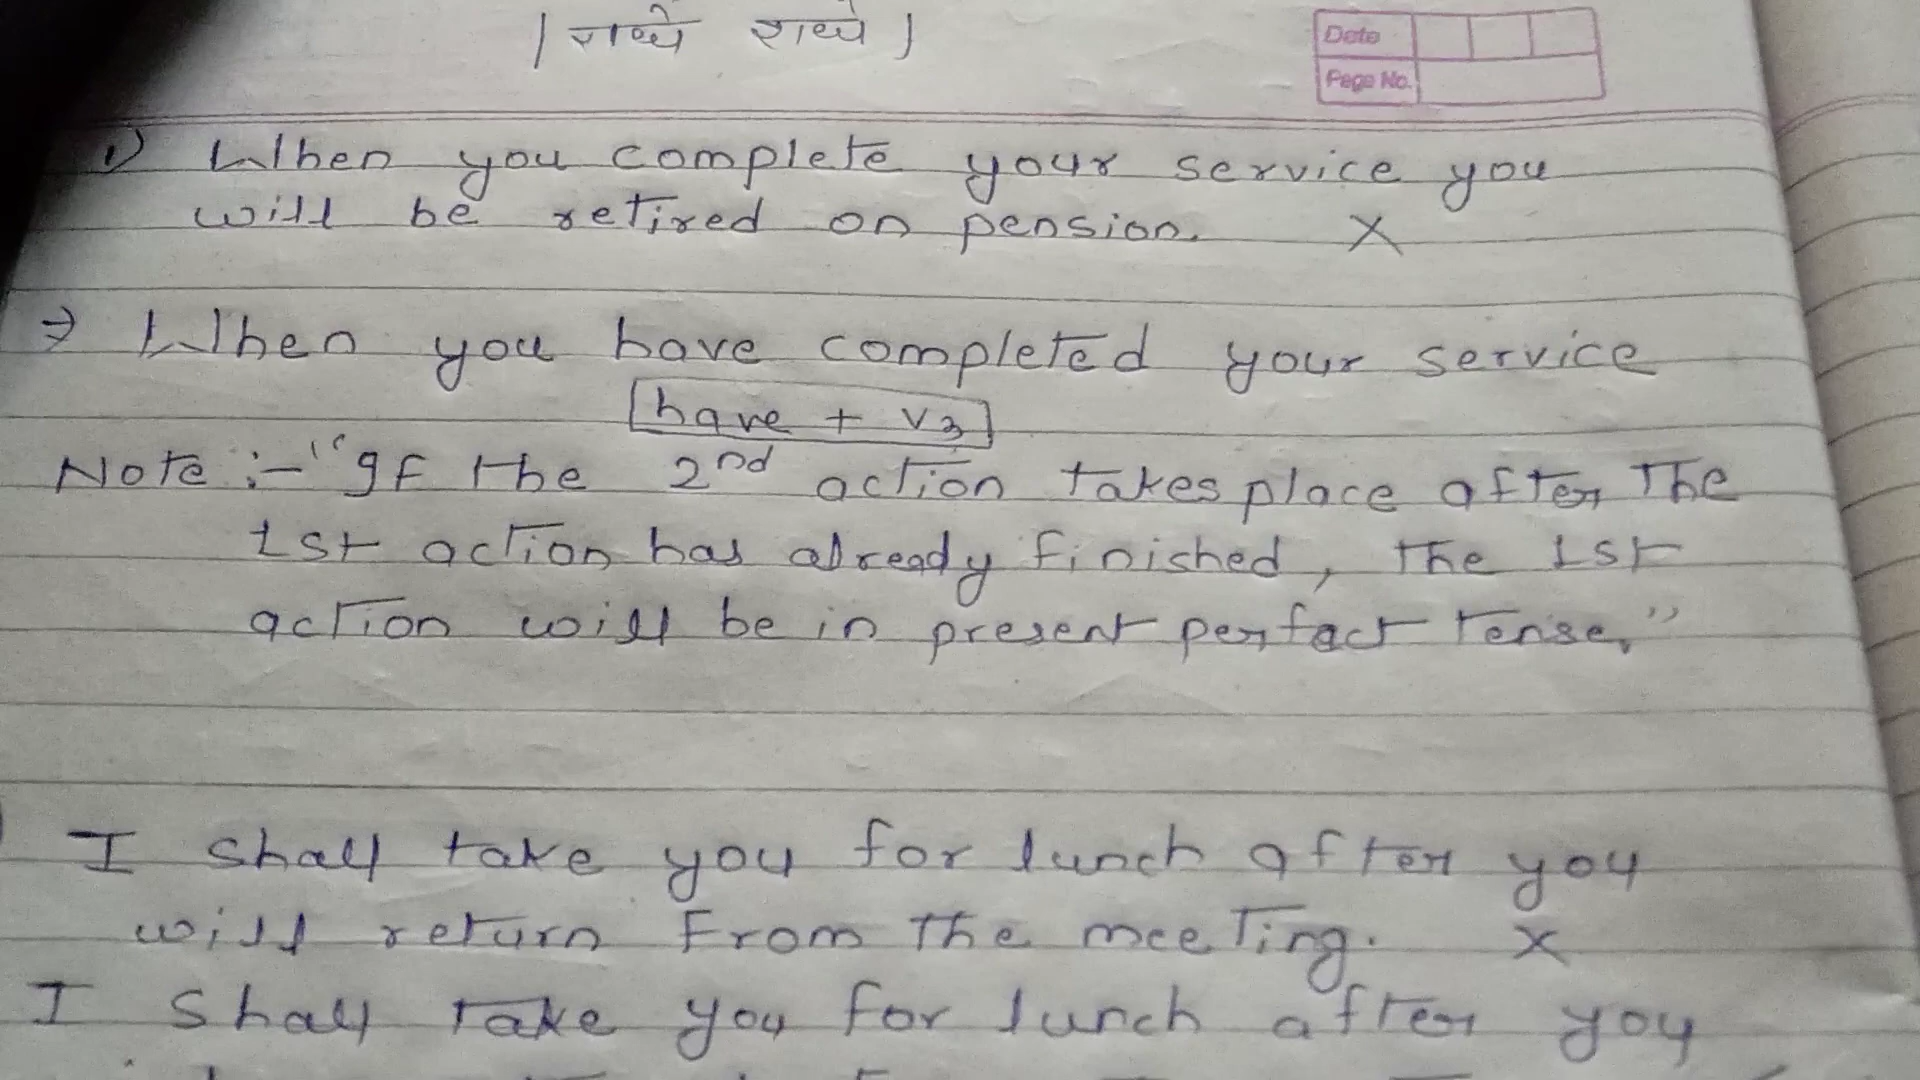 । राधे राधे ।
Date
Page No.
1) When you complete your service you
will be retired on pension. X
⇒ When you have completed your service
have + V3
Note :- "If the 2nd action takes place after the
1st action has already finished, the 1st
action will be in present perfact tense."
I shall take you for lunch after you
will return from the meeting. x
I shall take you for lunch after you